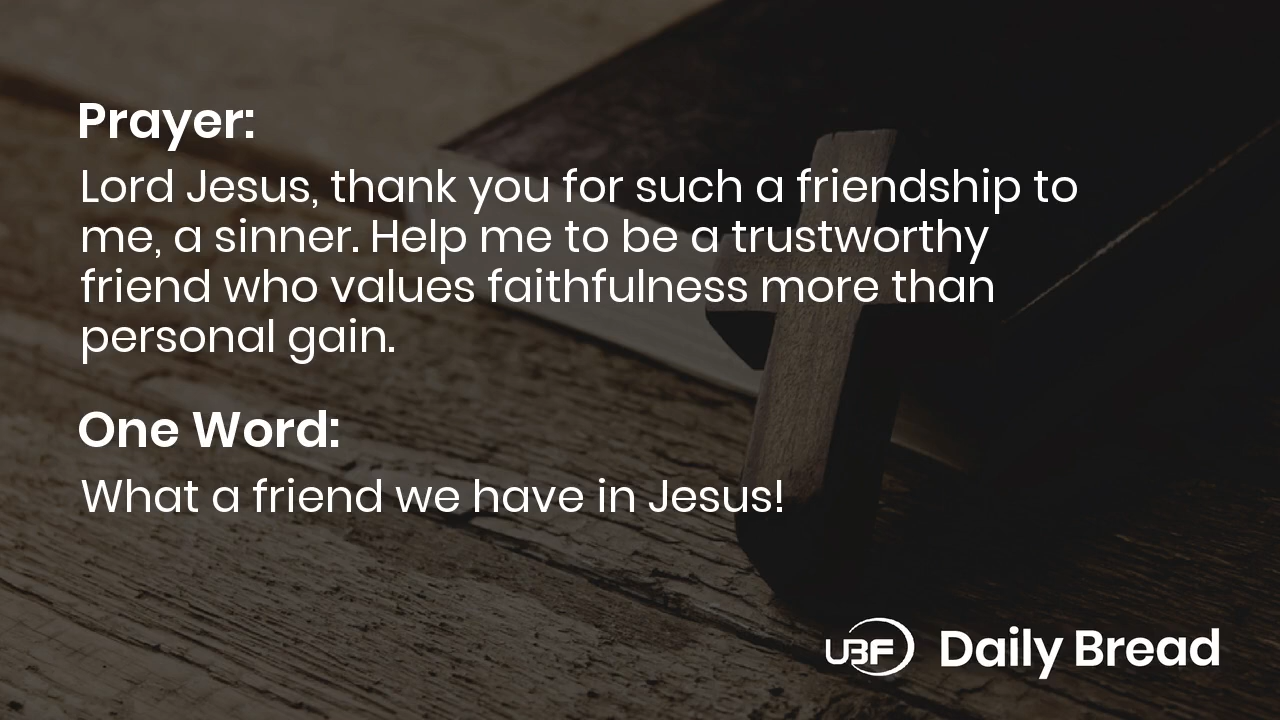 Prayer:
Lord Jesus, thank you for such a friendship to
me, a sinner. Help me to be a trustworthy
friend who values faithfulness more than
personal gain.
One Word:
What a friend we have in Jesus!
UBF Daily Bread